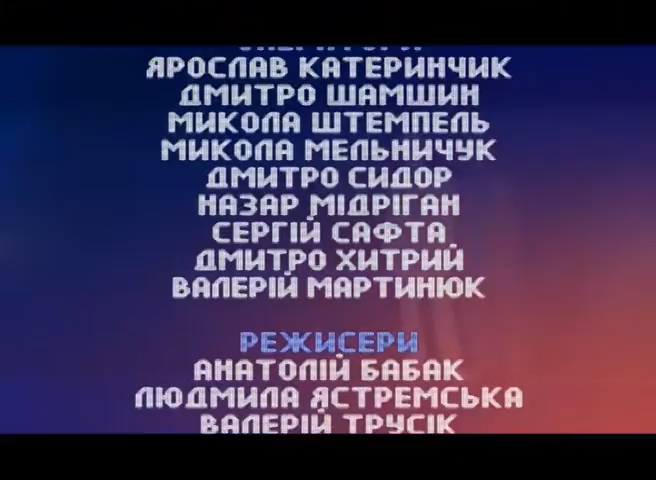 ЯРОСЛАВ КАТЕРИНЧИК
ДМИТРО ШАМШИН
МИКОЛА ШТЕМПЕЛЬ
МИКОЛА МЕЛЬНИЧУК
ДМИТРО СИДОР
НАЗАР МІДРІГАН
СЕРГІЙ САФТА
ДМИТРО ХИТРИЙ
ВАЛЕРІЙ МАРТИНЮК
РЕЖИСЕРИ
АНАТОЛІЙ БАБАК
ЛЮДМИЛА ЯСТРЕМСЬКА
ВАЛЕРІЙ ТРУСІК